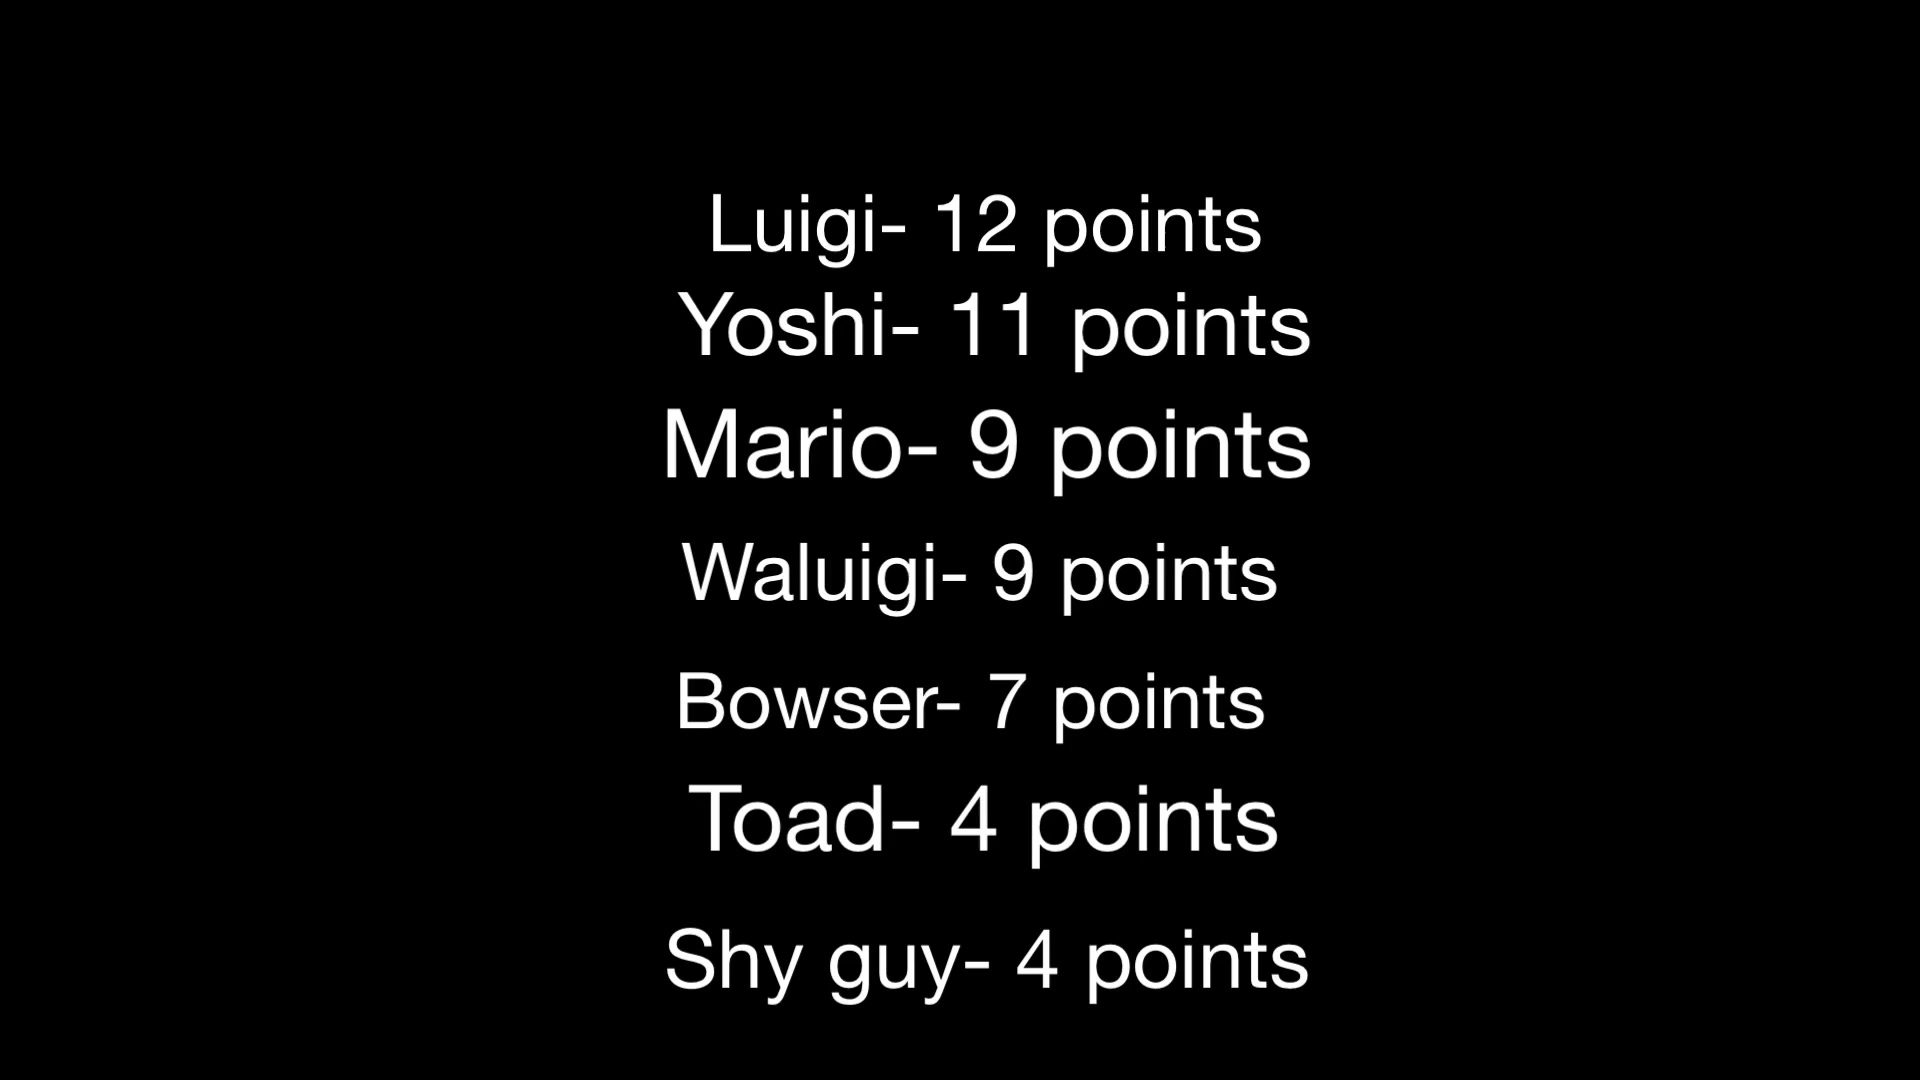 Luigi- 12 points
Yoshi- 11 points
Mario- 9 points
Waluigi- 9 points
Bowser- 7 points
Toad- 4 points
Shy guy- 4 points